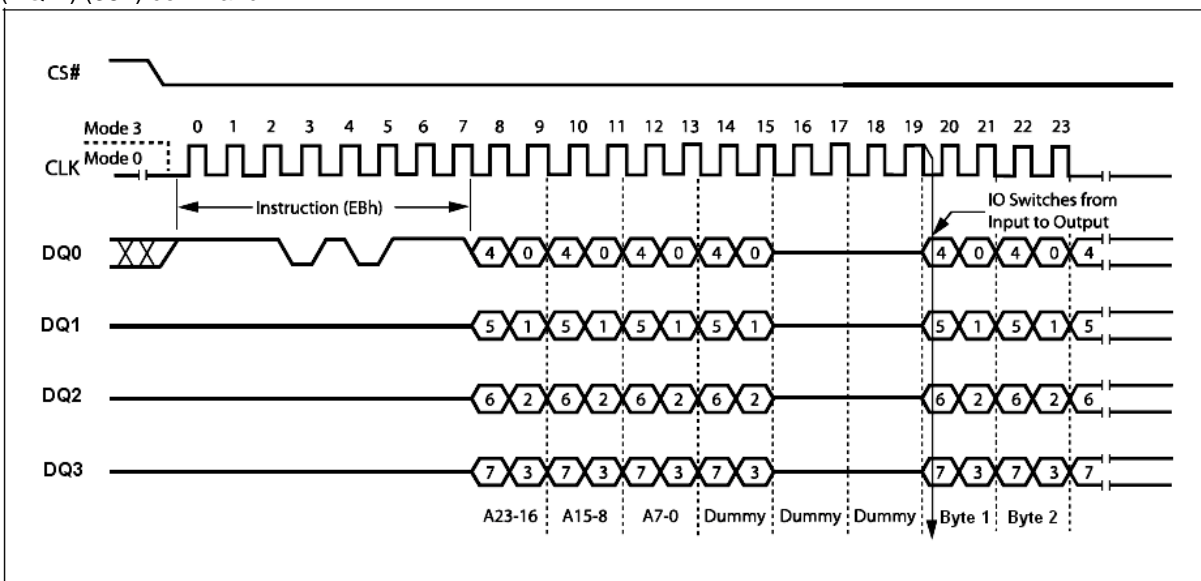 CS#
Mode 3
0 1 2 3 4 5 6 7 8 9 10 11 12 13 14 15 16 17 18 19 20 21 22 23
CLK Mode 0
Instruction (EBh)
IO Switches from
Input to Output
DQ0 4 0 4 0 4 0 4 0 4 0 4 0 4
DQ1 5 1 5 1 5 1 5 1 5 1 5 1 5
DQ2 6 2 6 2 6 2 6 2 6 2 6 2 6
DQ3 7 3 7 3 7 3 7 3 7 3 7 3 7
A23-16 A15-8 A7-0 Dummy Dummy Dummy Byte 1 Byte 2